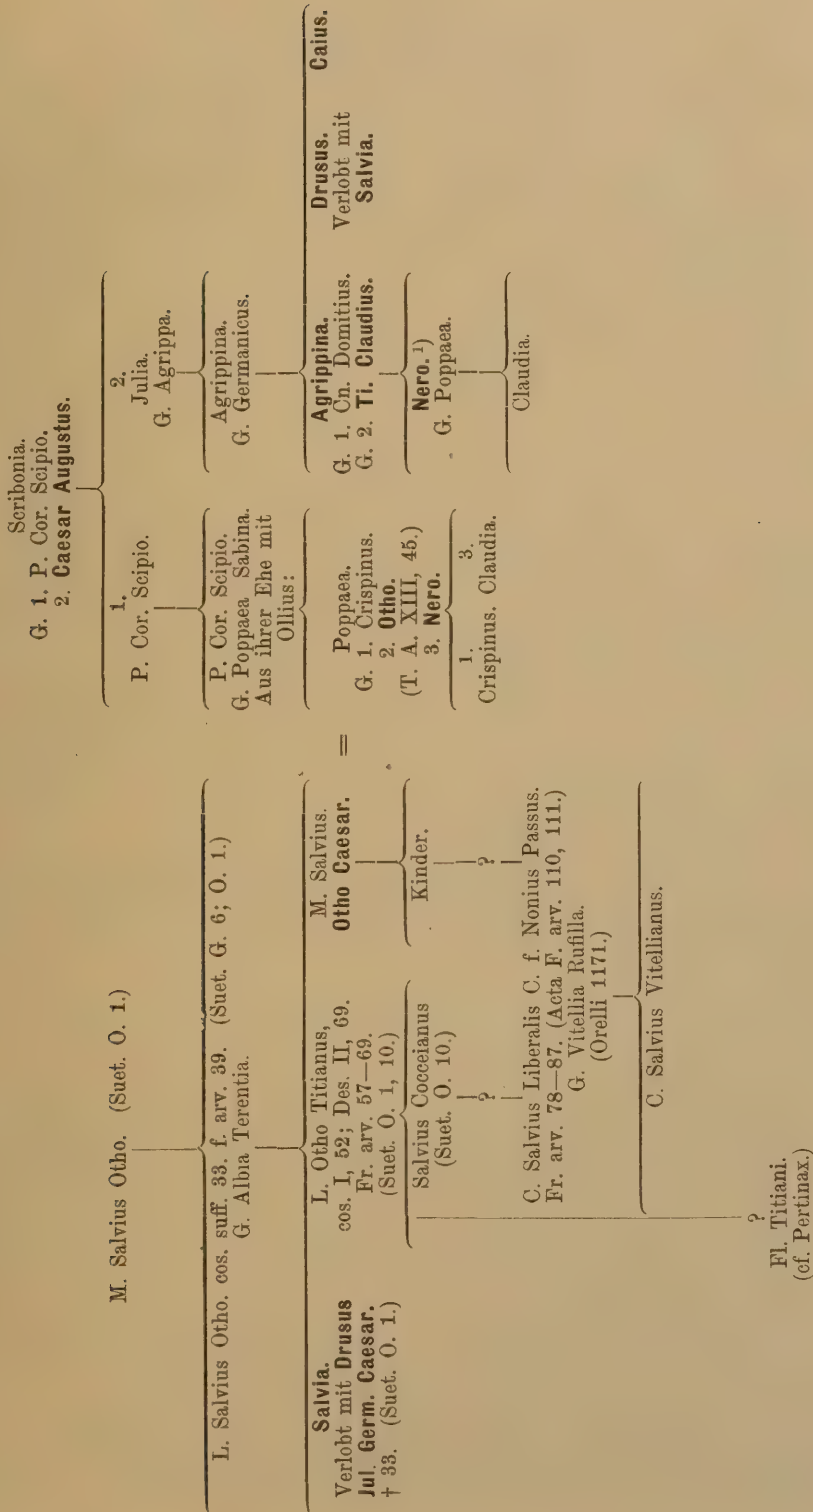 M. Salvius Otho. (Suet. O. 1.)
L. Salvius Otho. cos. suff. 33. f. arv. 39. (Suet. G. 6; O. 1.)
G. Albia Terentia.
Salvia.
Verlobt mit Drusus
Jul. Germ. Caesar.
† 33. (Suet. O. 1.)
L. Otho Titianus,
cos. I, 52; Des. II, 69.
Fr. arv. 57—69.
(Suet. O. 1, 10.)
M. Salvius.
Otho Caesar.
=
Salvius Cocceianus
(Suet. O. 10.)
Kinder.
?
?
C. Salvius Liberalis C. f. Nonius Passus.
Fr. arv. 78—87. (Acta F. arv. 110, 111.)
G. Vitellia Rufilla.
(Orelli 1171.)
C. Salvius Vitellianus.
?
Fl. Titiani.
(cf. Pertinax.)
Scribonia.
G. 1. P. Cor. Scipio.
2. Caesar Augustus.
1.
P. Cor. Scipio.
2.
Julia.
G. Agrippa.
P. Cor. Scipio.
G. Poppaea Sabina.
Aus ihrer Ehe mit
Ollius:
Agrippina.
G. Germanicus.
Poppaea.
G. 1. Crispinus.
2. Otho.
(T. A. XIII, 45.)
3. Nero.
Agrippina.
G. 1. Cn. Domitius.
G. 2. Ti. Claudius.
Drusus.
Verlobt mit
Salvia.
Caius.
1. 3.
Crispinus. Claudia.
Nero. 1)
G. Poppaea.
Claudia.